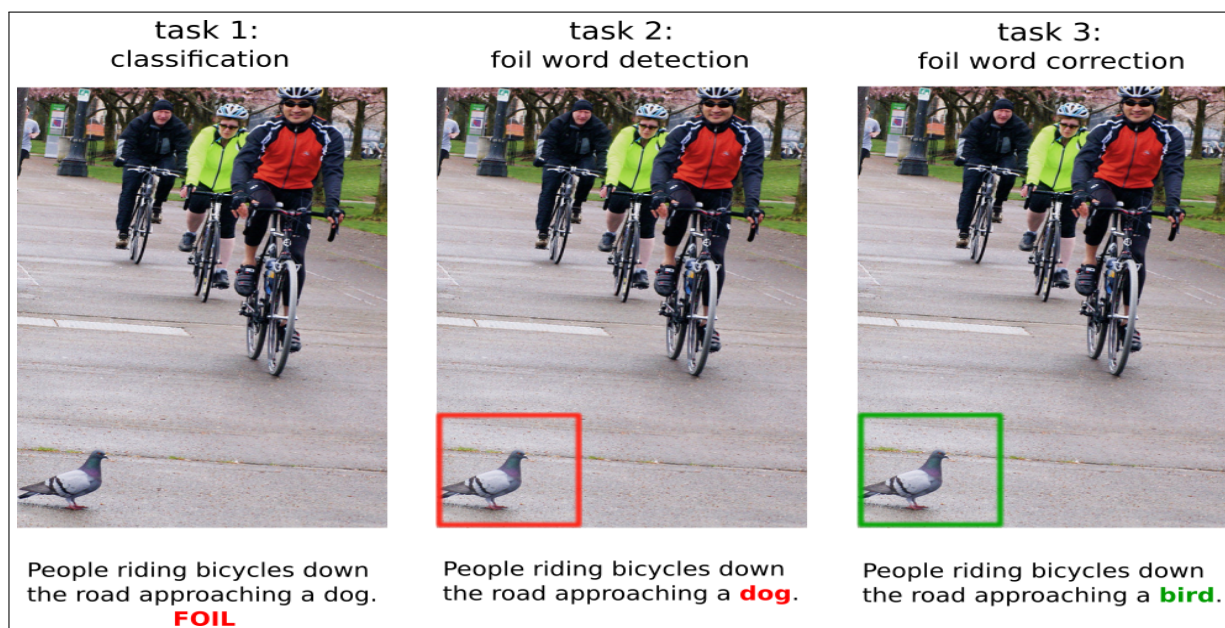 task 1:
classification
task 2:
foil word detection
task 3:
foil word correction
People riding bicycles down
the road approaching a dog.
FOIL
People riding bicycles down
the road approaching a dog.
People riding bicycles down
the road approaching a bird.